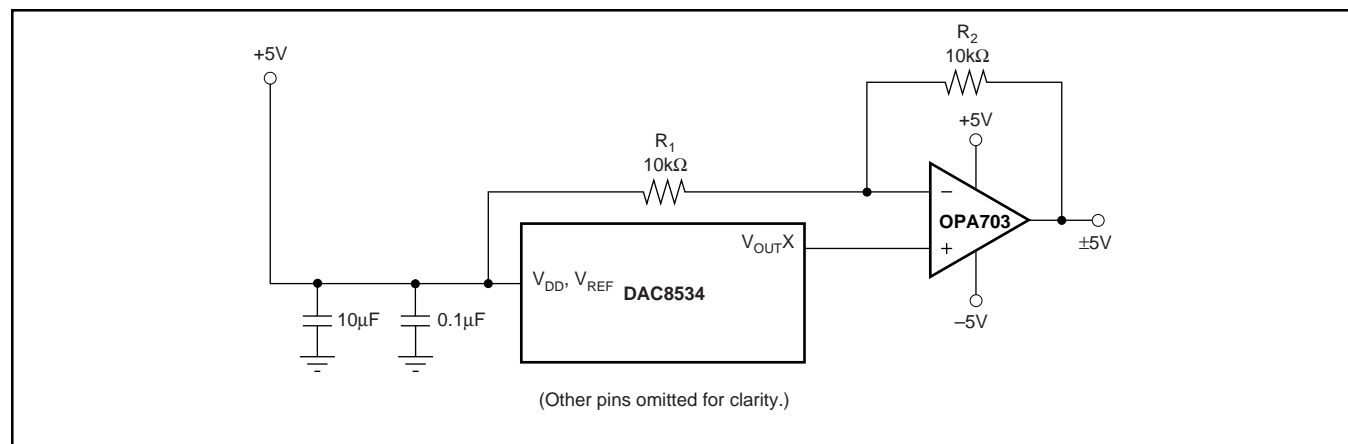 +5V
R2
10kΩ
+5V
R1
10kΩ
−
OPA703
+
±5V
–5V
VOUTX
VDD, VREF
DAC8534
10µF
0.1µF
(Other pins omitted for clarity.)